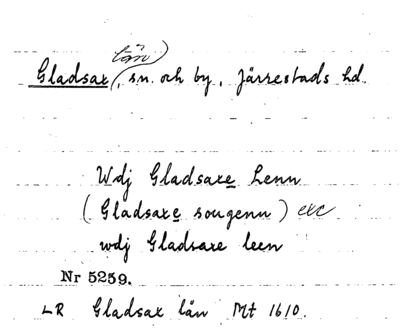 län
Gladsax, sn. och by, Järrestads hd.
Wdj Gladsaxe Lenn
(Gladsaxe sougenn) exc
wdj Gladsaxe leen
Nr 5259.
LR Gladsax län Mt 1610.